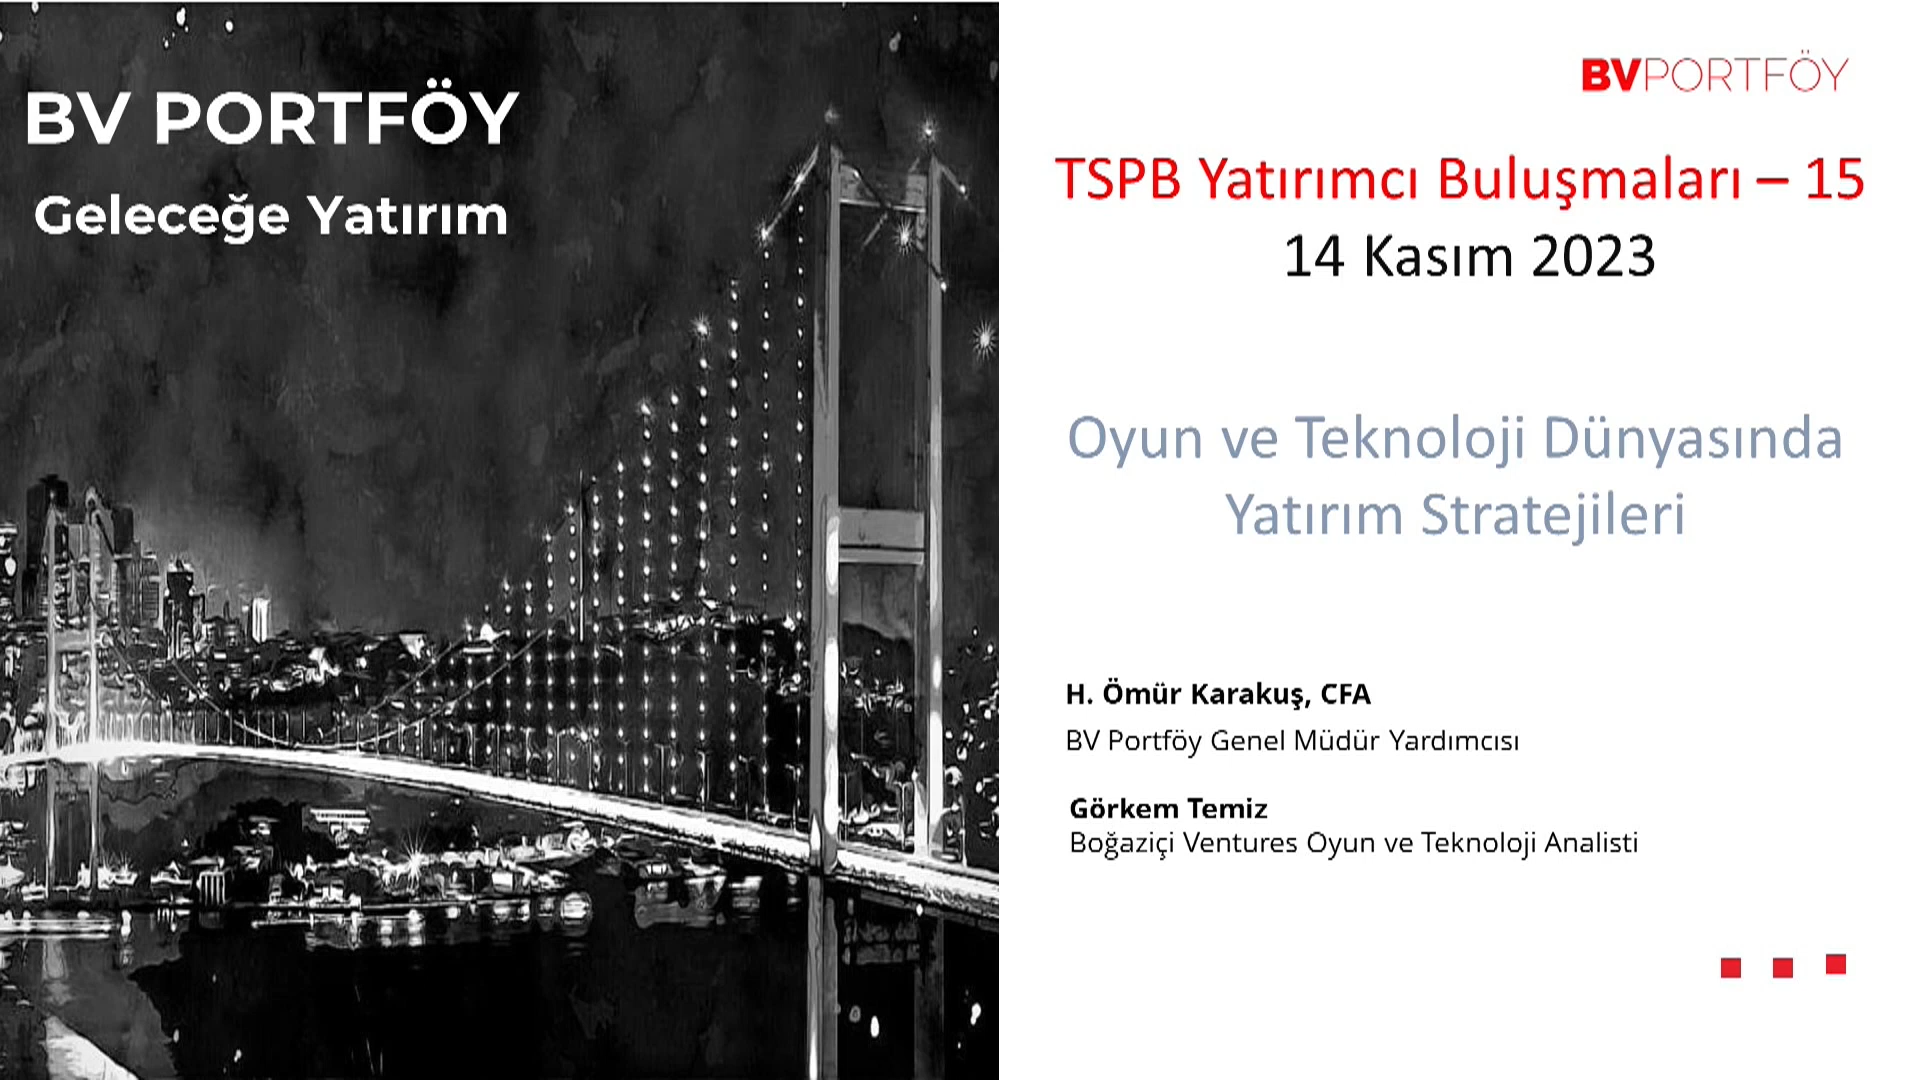 BV PORTFÖY
Geleceğe Yatırım
BVPORTFÖY
TSPB Yatırımcı Buluşmaları – 15
14 Kasım 2023
Oyun ve Teknoloji Dünyasında
Yatırım Stratejileri
H. Ömür Karakuş, CFA
BV Portföy Genel Müdür Yardımcısı
Görkem Temiz
Boğaziçi Ventures Oyun ve Teknoloji Analisti